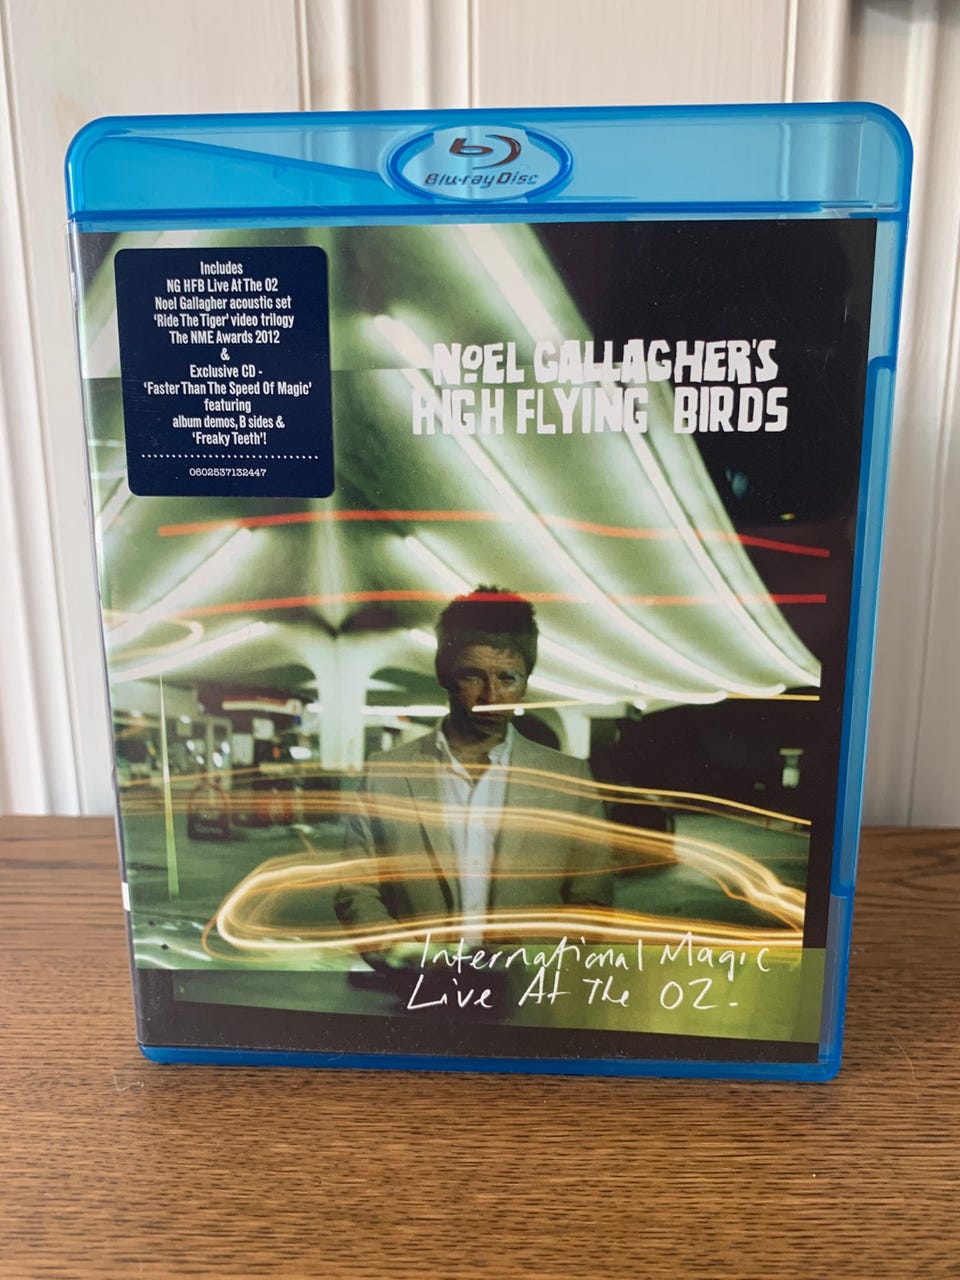 Blu-ray Disc
Includes
NG HFB Live At The 02
Noel Gallagher acoustic set
'Ride The Tiger' video trilogy
The NME Awards 2012
&
Exclusive CD -
'Faster Than The Speed Of Magic'
featuring
album demos, B sides &
'Freaky Teeth'!
0602537132447
NOEL GALLAGHER'S
HIGH FLYING BIRDS
International Magic
Live At The O2.